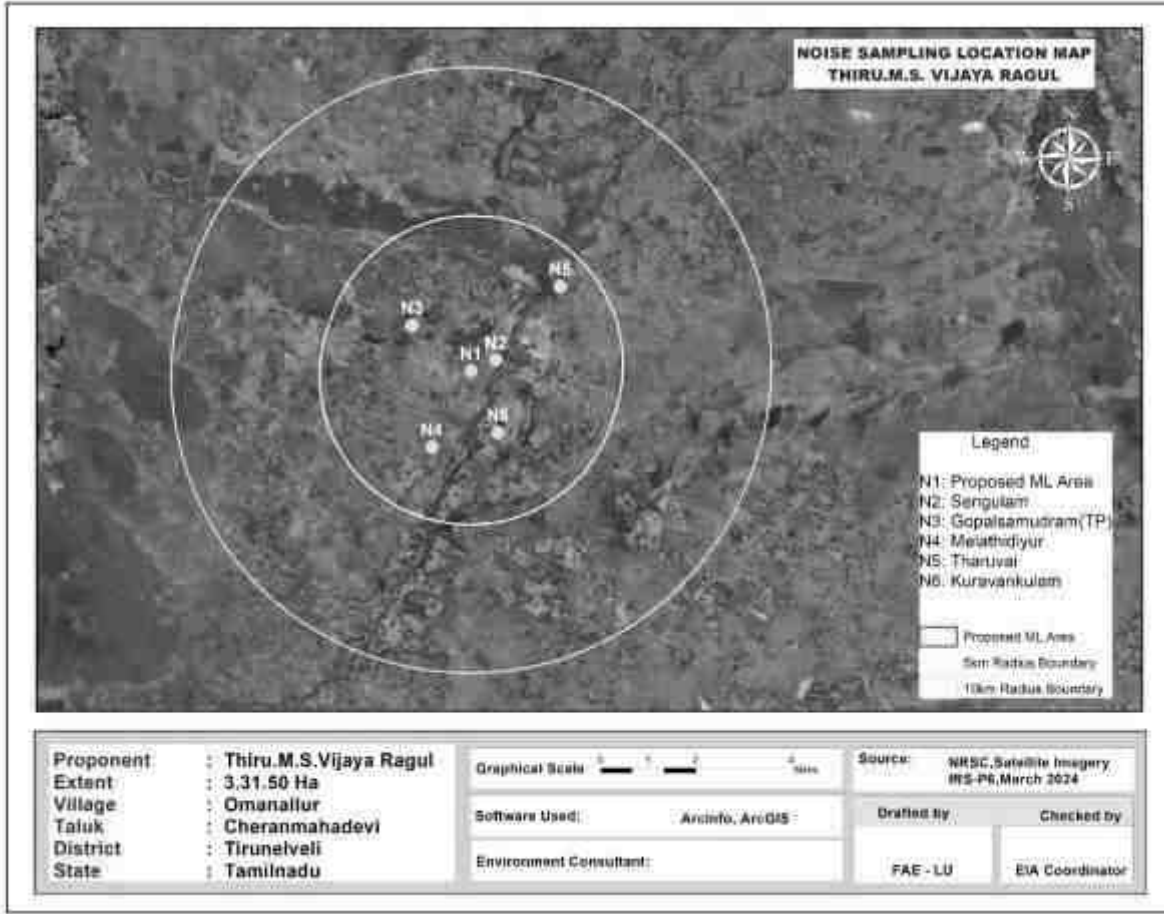 NOISE SAMPLING LOCATION MAP
THIRU.M.S. VIJAYA RAGUL
N
S
N5
N3
N2
N1
N6
N4
Legend
N1: Proposed ML Area
N2: Sengulam
N3: Gopalsamudram(TP)
N4: Melathidiyur
N5: Tharuvai
N6: Kuravankulam
Proposed ML Area
5km Radius Boundary
10km Radius Boundary
Proponent : Thiru.M.S.Vijaya Ragul
Extent : 3.31.50 Ha
Village : Omanallur
Taluk : Cheranmahadevi
District : Tirunelveli
State : Tamilnadu
Graphical Scale 0 1 2 4
Software Used: ArcInfo, ArcGIS
Environment Consultant:
Source: NRSC,Satellite Imagery
IRS-P6,March 2024
Drafted by Checked by
FAE - LU EIA Coordinator